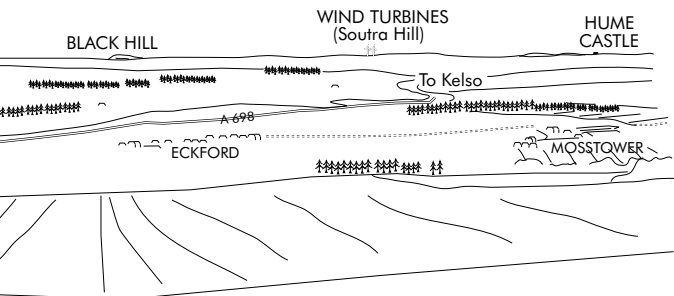 WIND TURBINES
(Soutra Hill)
HUME
CASTLE
BLACK HILL
To Kelso
A 698
ECKFORD
MOSSTOWER